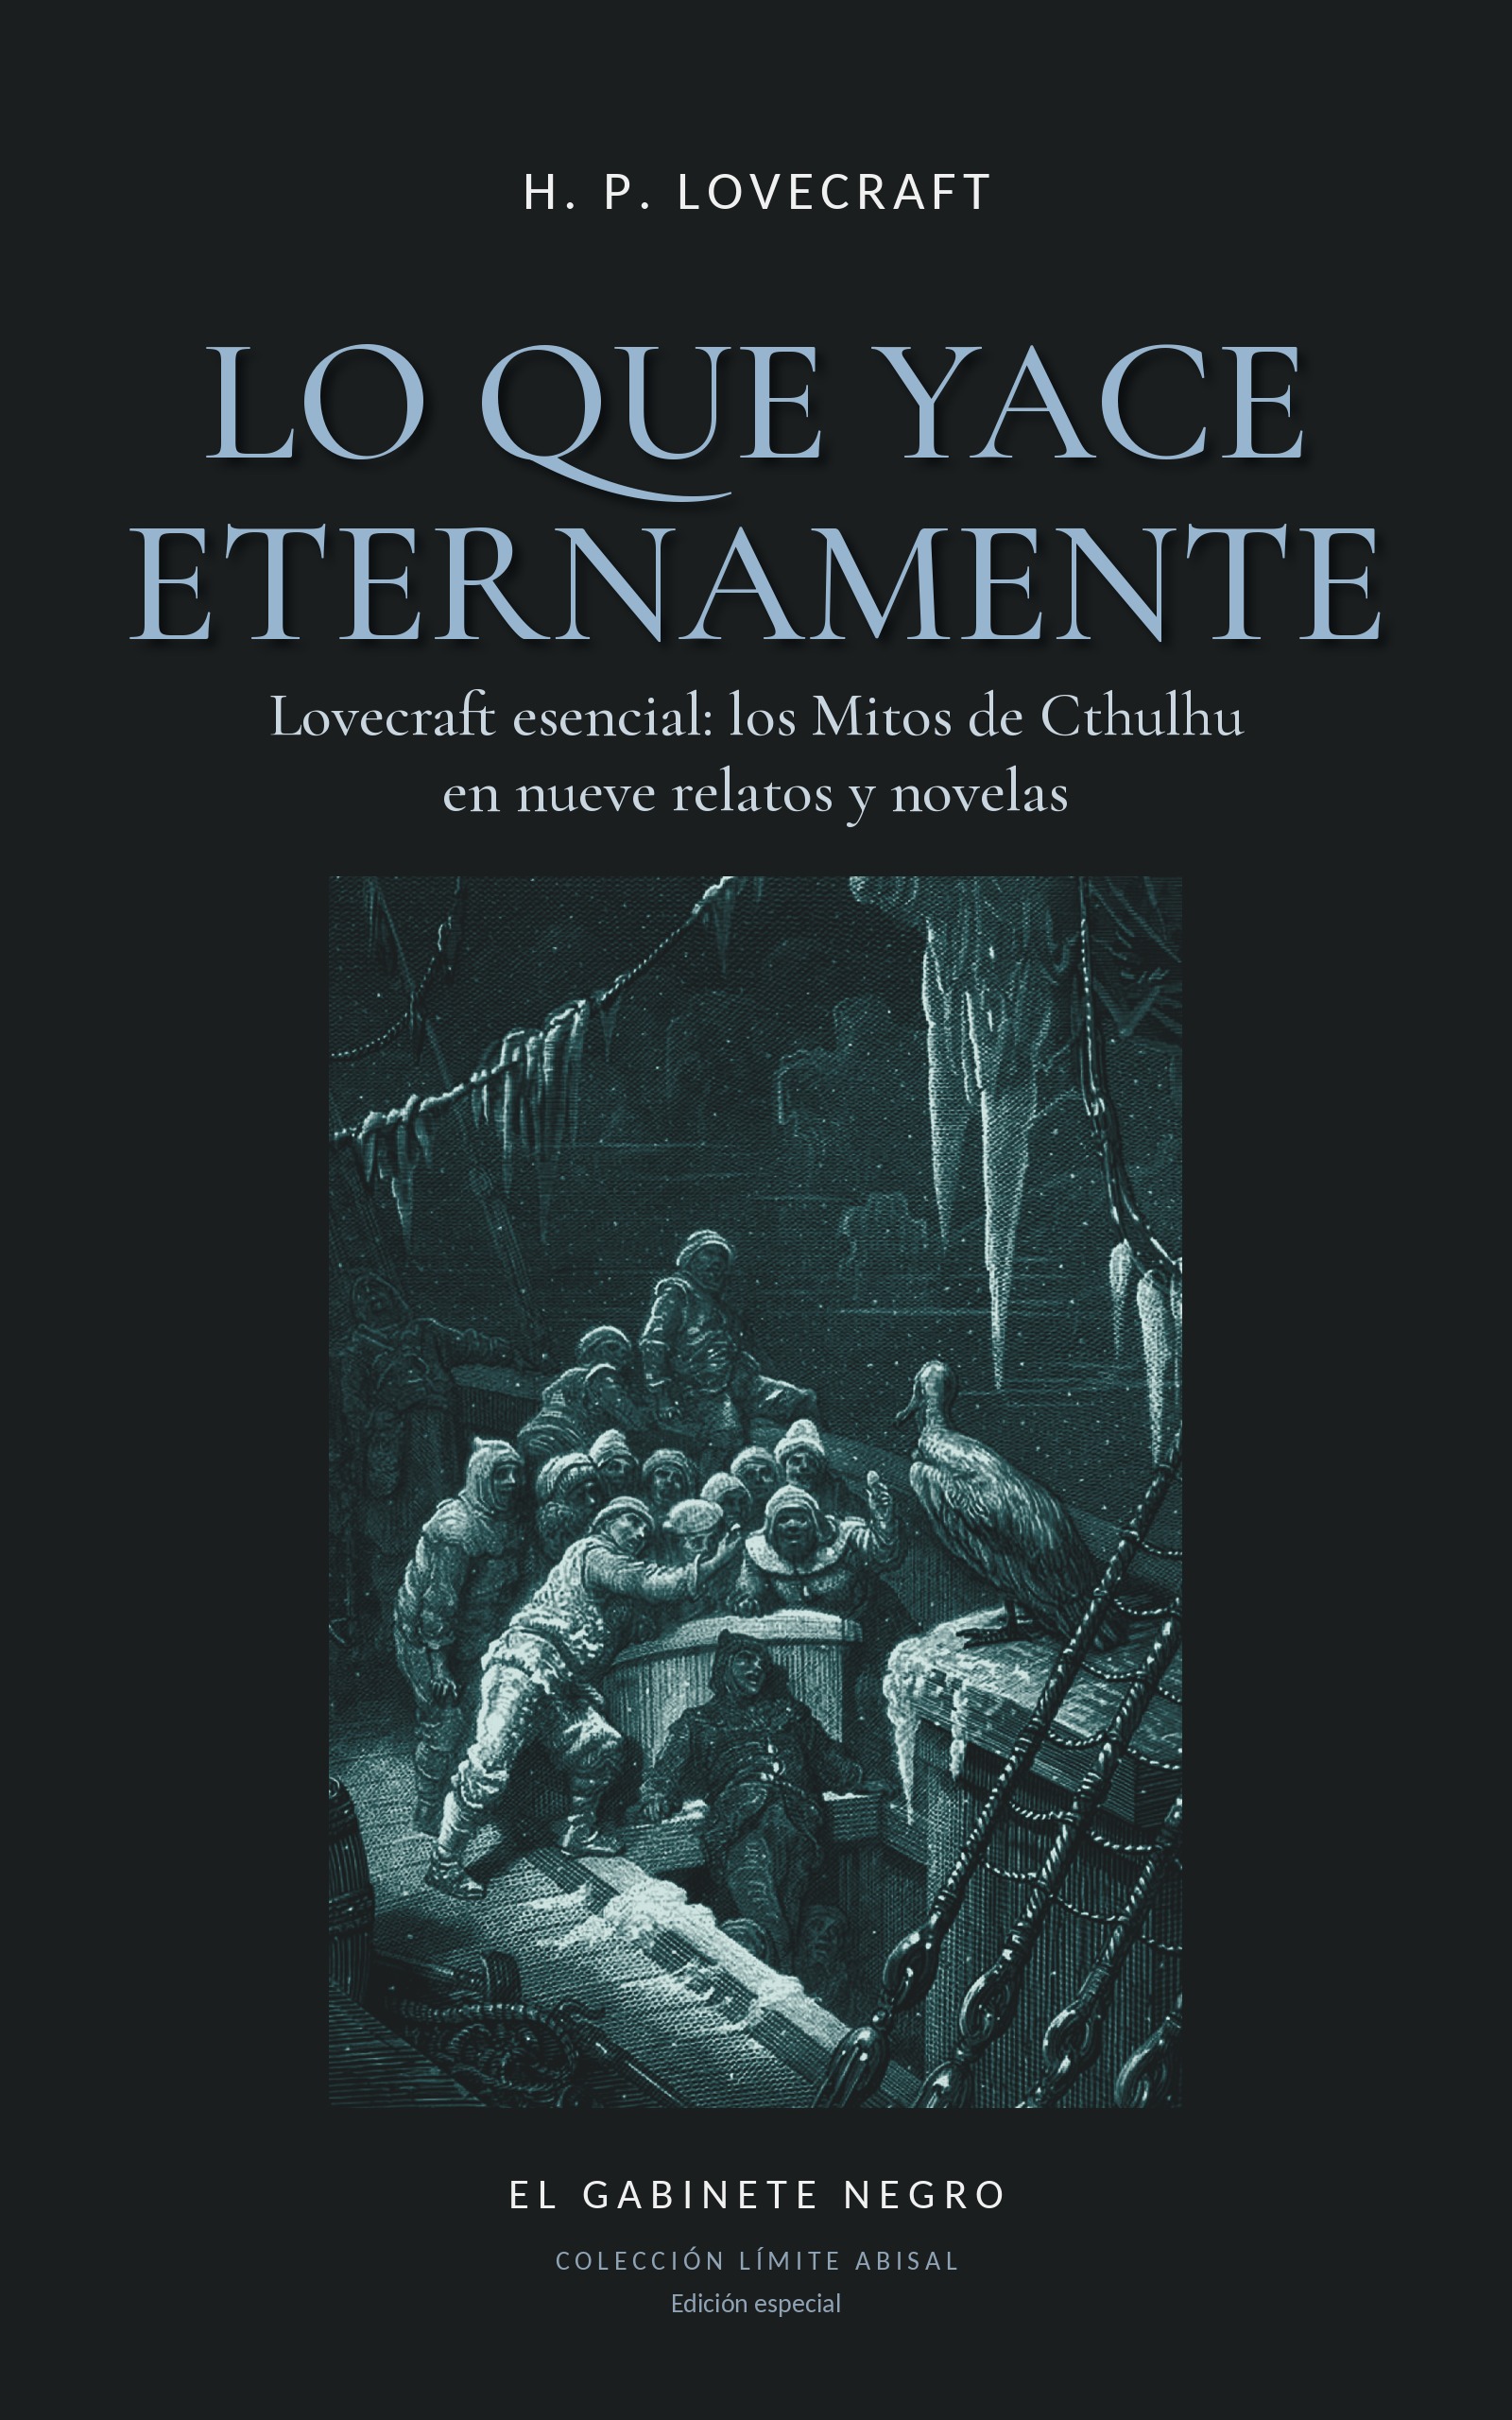 H. P. LOVECRAFT
LO QUE YACE
ETERNAMENTE
Lovecraft esencial: los Mitos de Cthulhu
en nueve relatos y novelas
EL GABINETE NEGRO
COLECCIÓN LÍMITE ABISAL
Edición especial